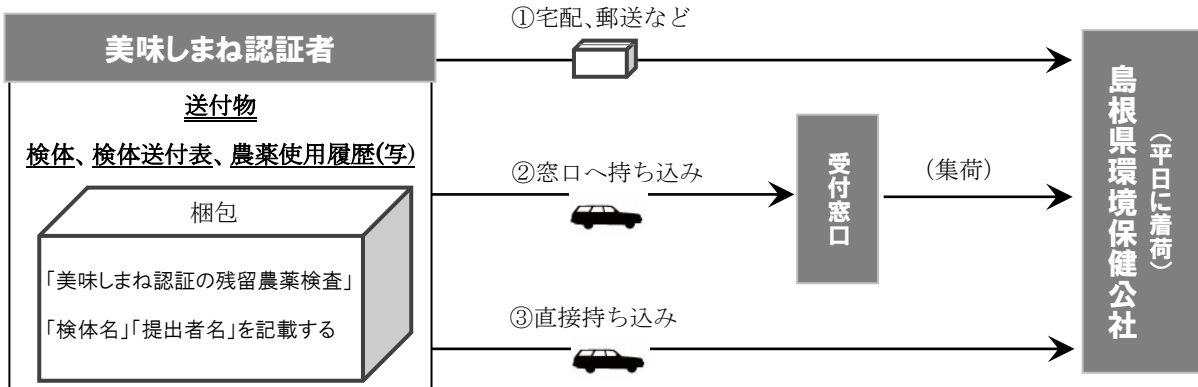 美味しまね認証者
送付物
検体、検体送付表、農薬使用履歴(写)
梱包
「美味しまね認証の残留農薬検査」
「検体名」「提出者名」を記載する
①宅配、郵送など
②窓口へ持ち込み
受付窓口
(集荷)
③直接持ち込み
島根県環境保健公社
(平日に着荷)